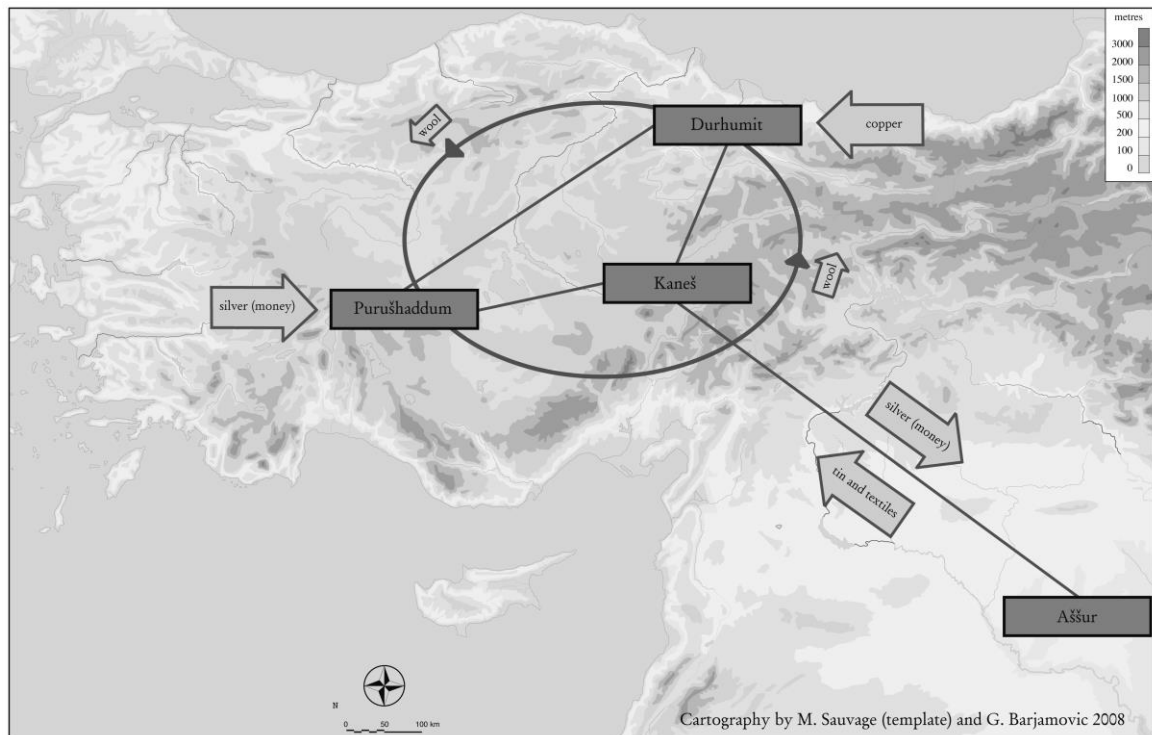 metres
3000
2000
1500
1000
500
200
100
0
Durhumit
copper
wool
Kaneš
wool
silver (money)
Purušhaddum
silver (money)
tin and textiles
Aššur
N
0 50 100 km
Cartography by M. Sauvage (template) and G. Barjamovic 2008